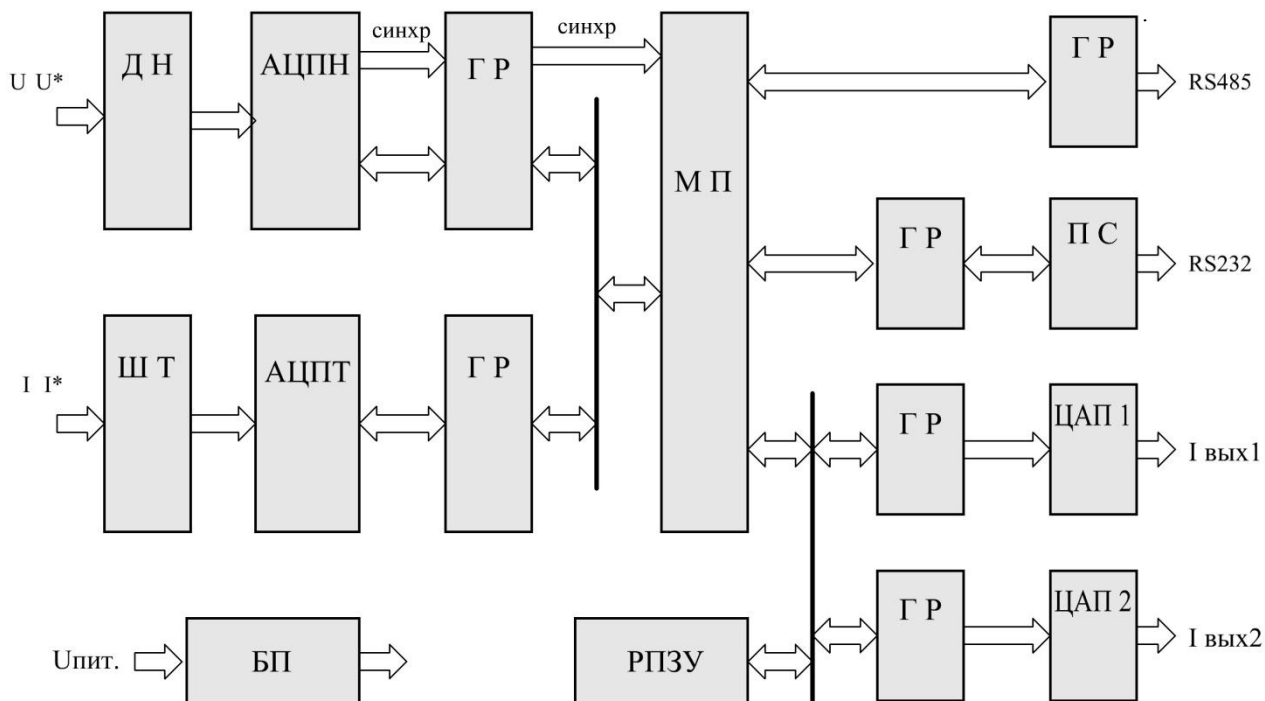 синхр
синхр
Д Н
АЦПН
Г Р
Г Р
U U*
RS485
М П
Г Р
П С
RS232
Ш Т
АЦПТ
Г Р
I I*
Г Р
ЦАП 1
I вых1
Г Р
ЦАП 2
I вых2
Uпит.
БП
РПЗУ